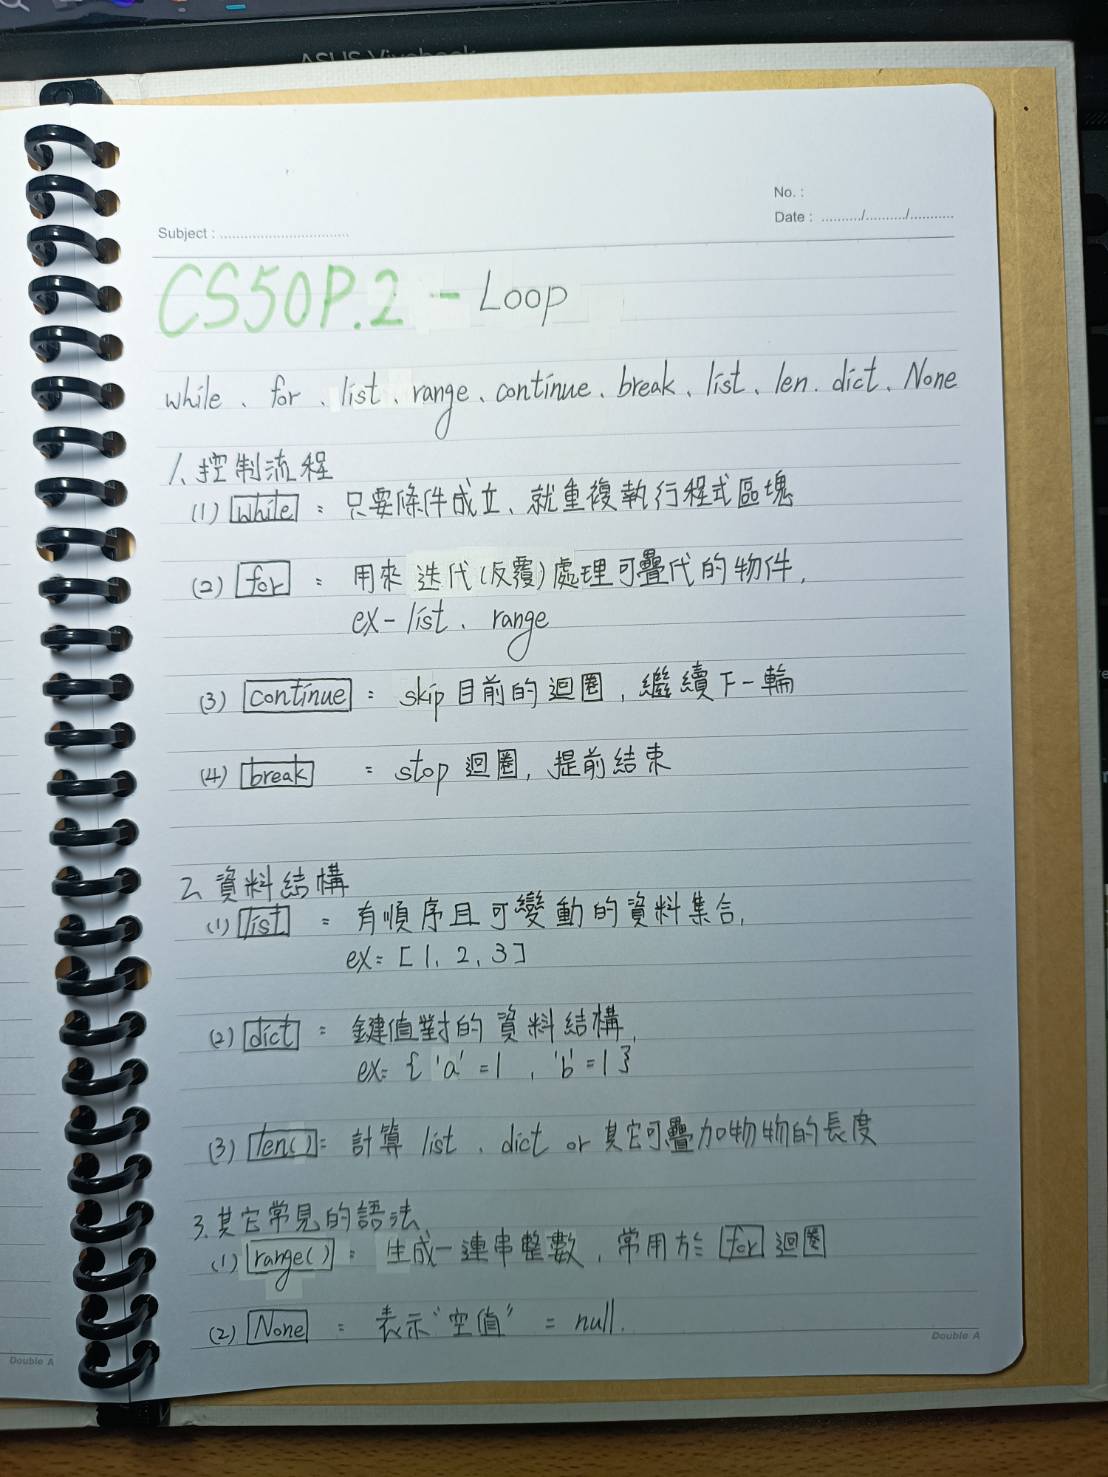 ASUS Vivobook
No. :
Subject : ................................
Date : ........../........../...........
CS50P.2 - Loop
while、for、list、range、continue、break、list、len、dict、None
1、控制流程
(1) while : 只要條件成立、就重複執行程式區塊
(2) for : 用來 迭代(反覆)處理可疊代的物件,
ex - list、range
(3) continue : skip 目前的迴圈,繼續下一輪
(4) break : stop 迴圈,提前結束
2、資料結構
(1) list : 有順序且可變動的資料集合,
ex: [1, 2, 3]
(2) dict : 鍵值對的資料結構,
ex: { 'a' = 1 , 'b' = 1 }
(3) len() : 計算 list、dict or 其它可疊加物物的長度
3.其它常見的語法
(1) range() : 生成一連串整數,常用於 for 迴圈
(2) None : 表示"空值" = null.
Double A
Double A